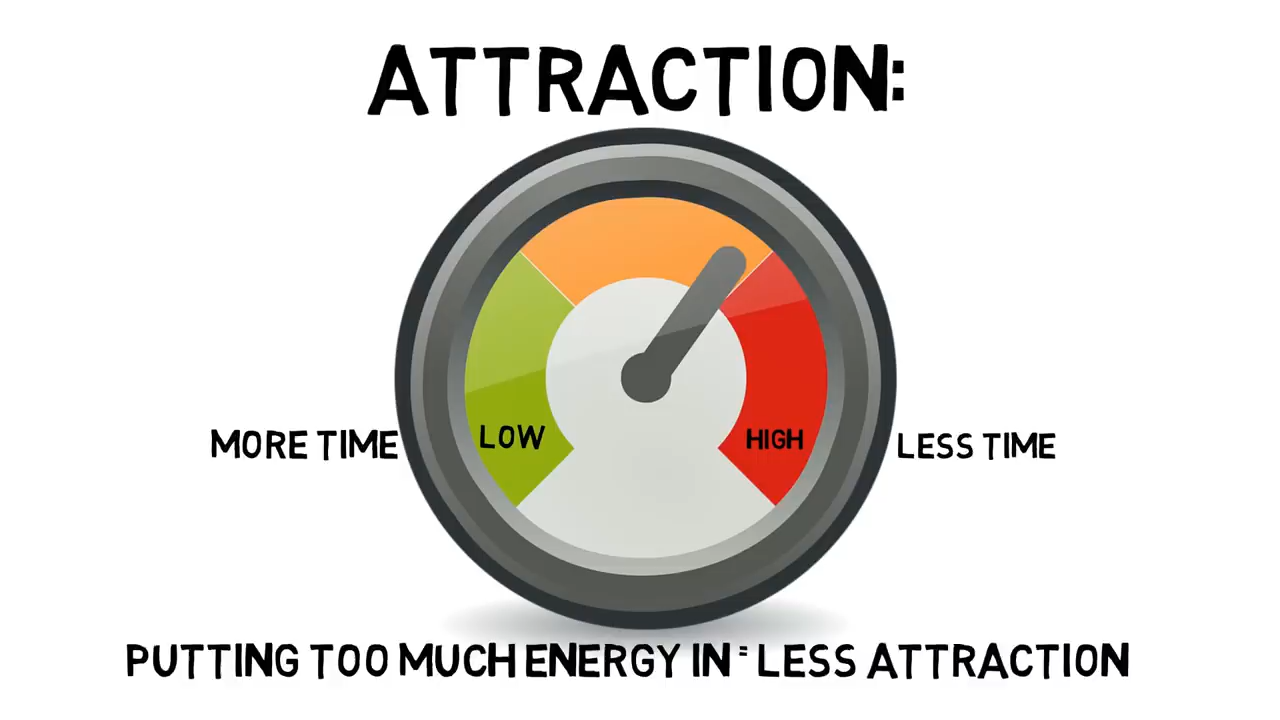 ATTRACTION:
MORE TIME
LOW
HIGH
LESS TIME
PUTTING TOO MUCH ENERGY IN = LESS ATTRACTION